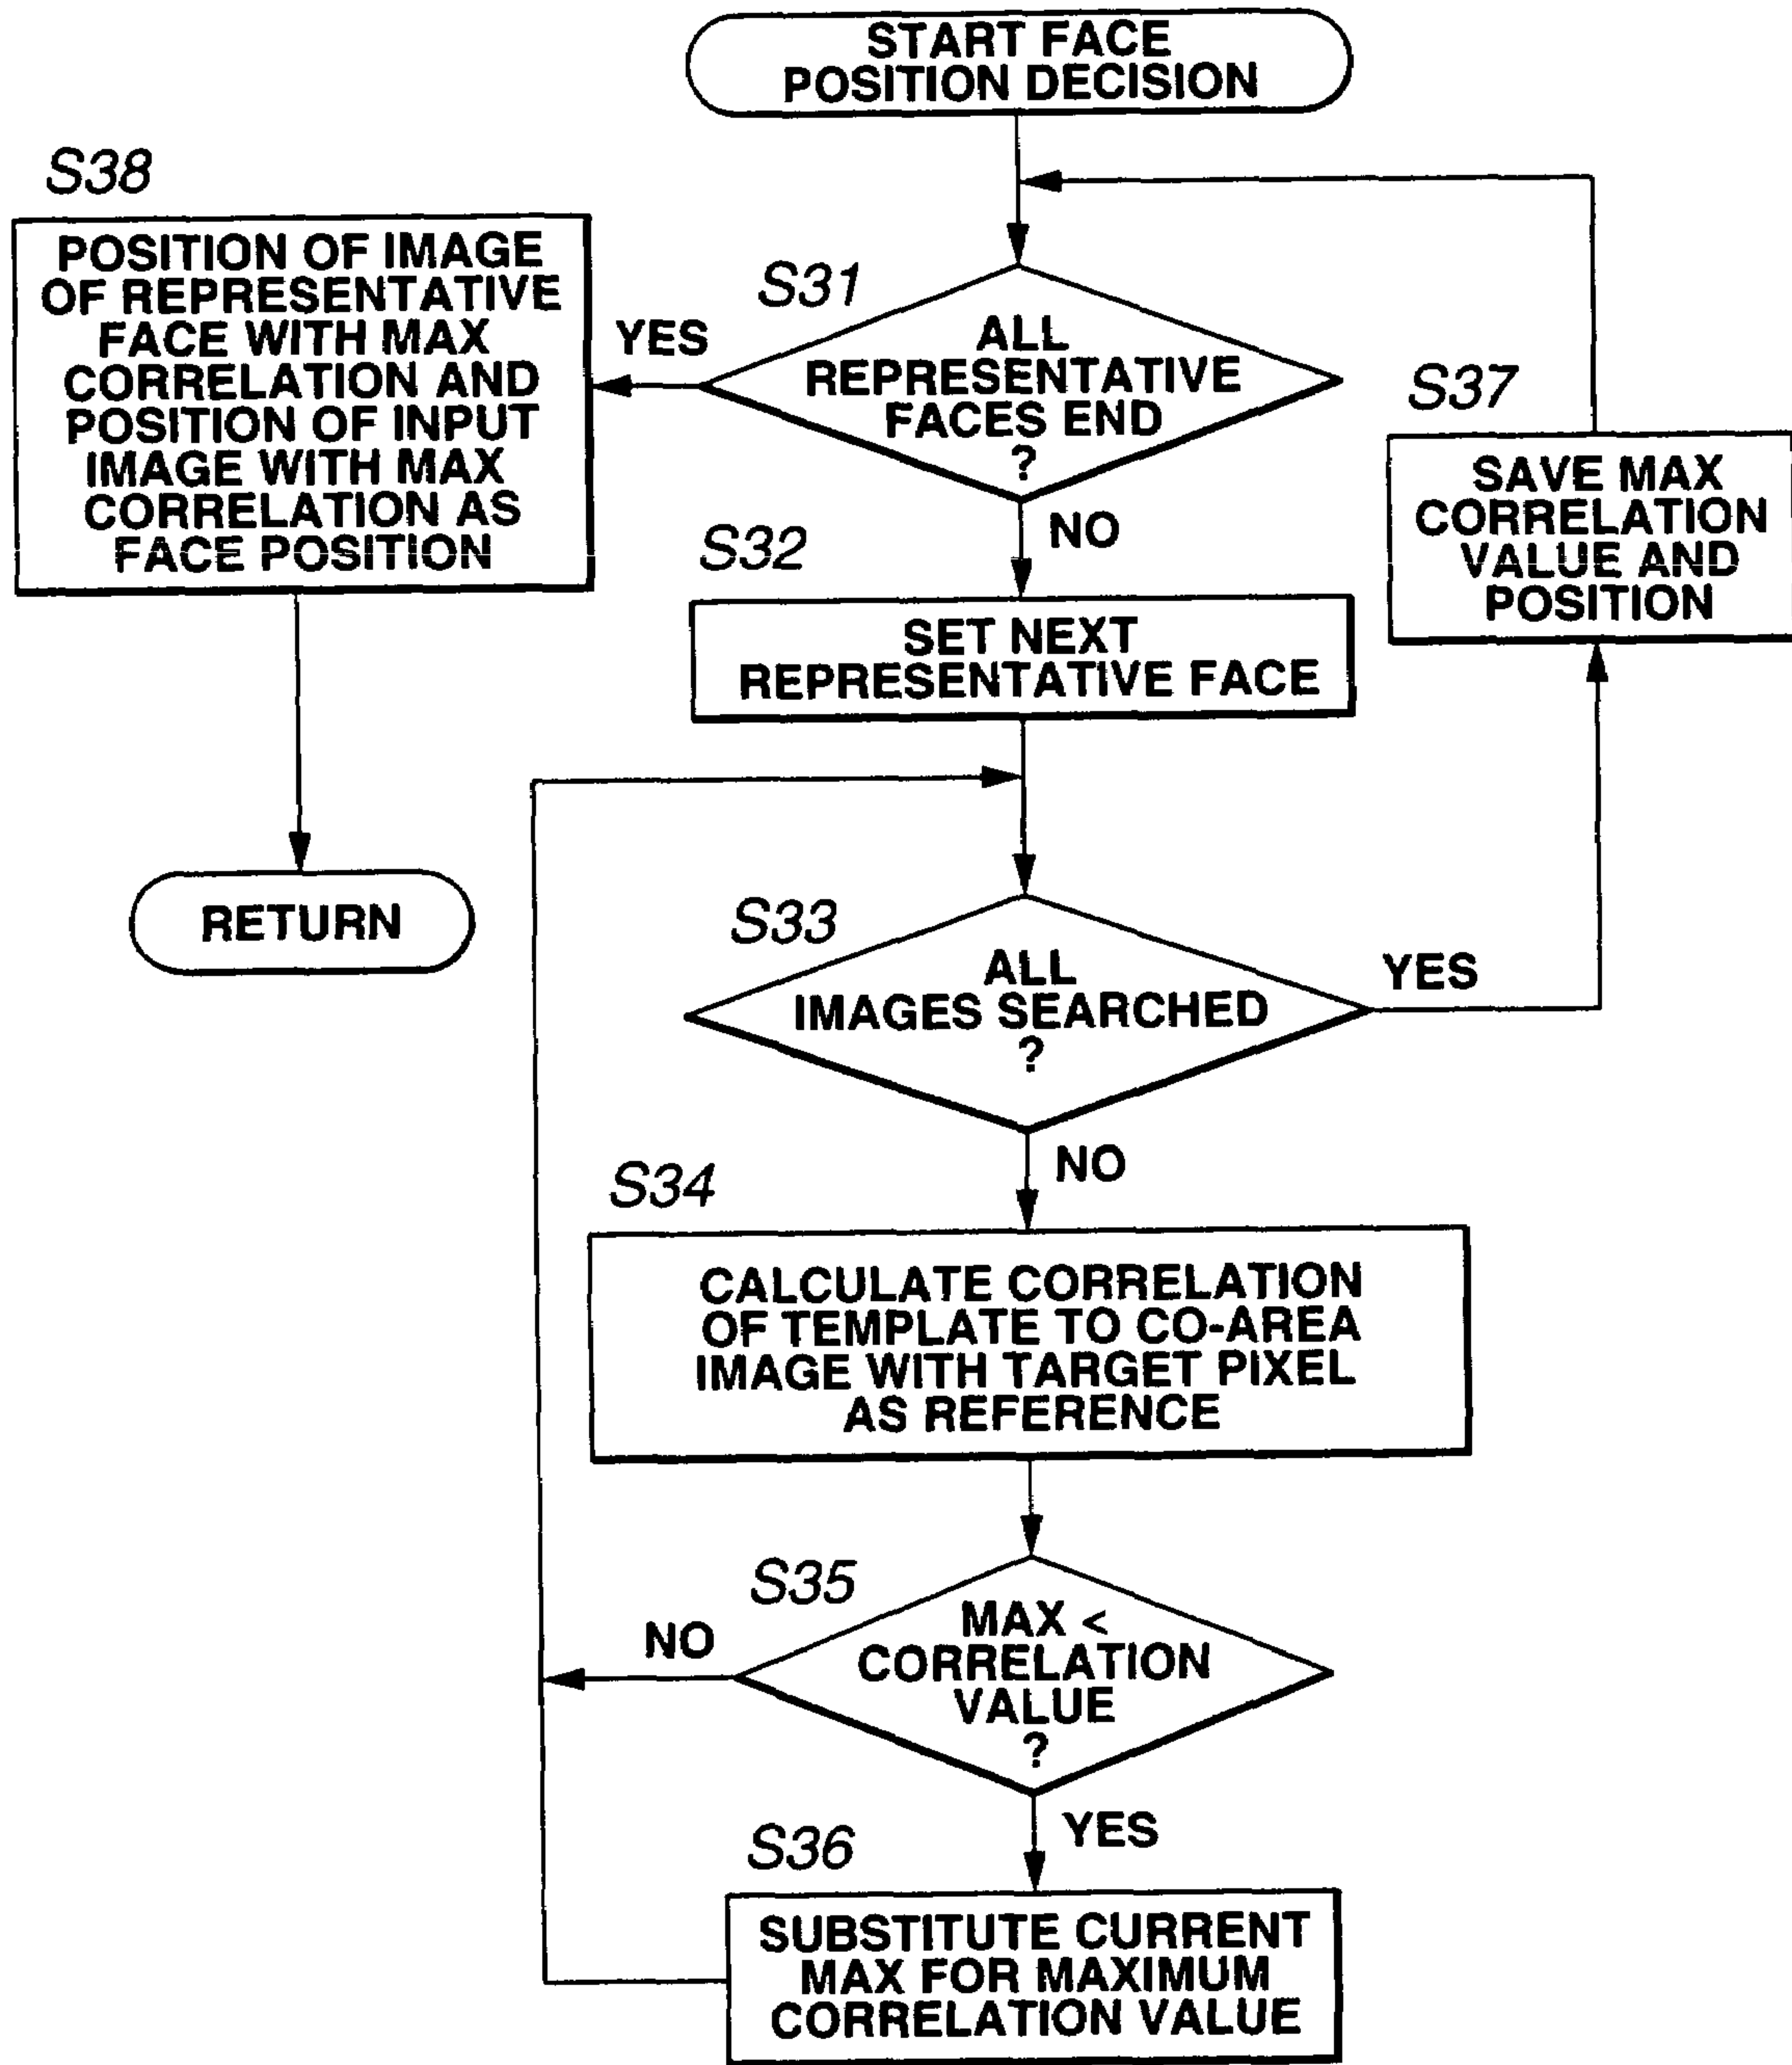 START FACE
POSITION DECISION
S38
POSITION OF IMAGE
OF REPRESENTATIVE
FACE WITH MAX
CORRELATION AND
POSITION OF INPUT
IMAGE WITH MAX
CORRELATION AS
FACE POSITION
RETURN
S31
YES
ALL
REPRESENTATIVE
FACES END
?
NO
S37
SAVE MAX
CORRELATION
VALUE AND
POSITION
S32
SET NEXT
REPRESENTATIVE FACE
S33
ALL
IMAGES SEARCHED
?
YES
NO
S34
CALCULATE CORRELATION
OF TEMPLATE TO CO-AREA
IMAGE WITH TARGET PIXEL
AS REFERENCE
S35
NO
MAX <
CORRELATION
VALUE
?
YES
S36
SUBSTITUTE CURRENT
MAX FOR MAXIMUM
CORRELATION VALUE